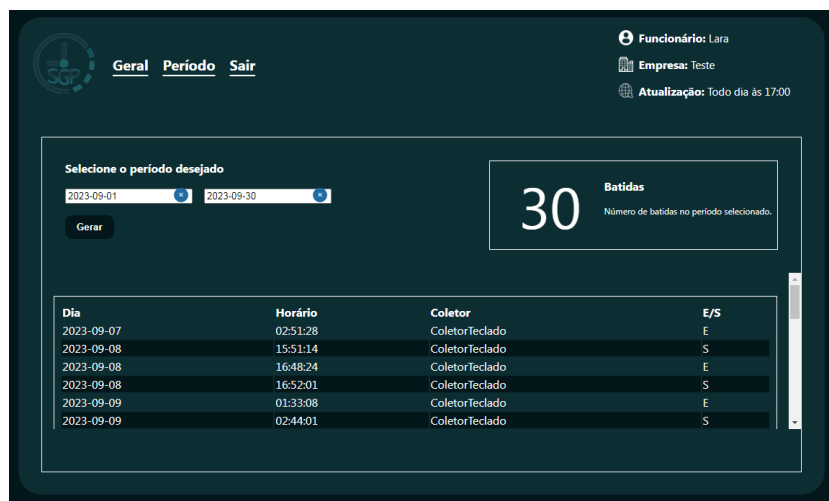 SGP
Geral Período Sair
Funcionário: Lara
Empresa: Teste
Atualização: Todo dia às 17:00
Selecione o período desejado
2023-09-01 2023-09-30
Gerar
30
Batidas
Número de batidas no período selecionado.
Dia Horário Coletor E/S
2023-09-07 02:51:28 ColetorTeclado E
2023-09-08 15:51:14 ColetorTeclado S
2023-09-08 16:48:24 ColetorTeclado E
2023-09-08 16:52:01 ColetorTeclado S
2023-09-09 01:33:08 ColetorTeclado E
2023-09-09 02:44:01 ColetorTeclado S